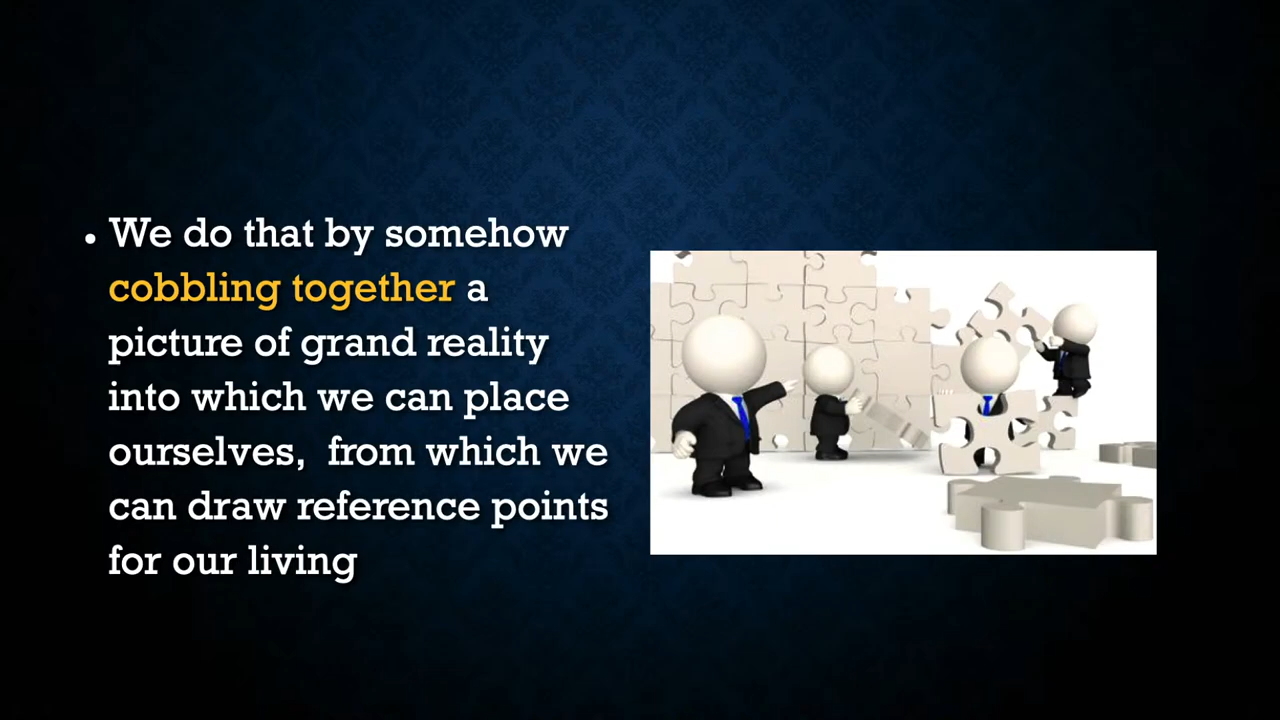 • We do that by somehow
cobbling together a
picture of grand reality
into which we can place
ourselves,  from which we
can draw reference points
for our living